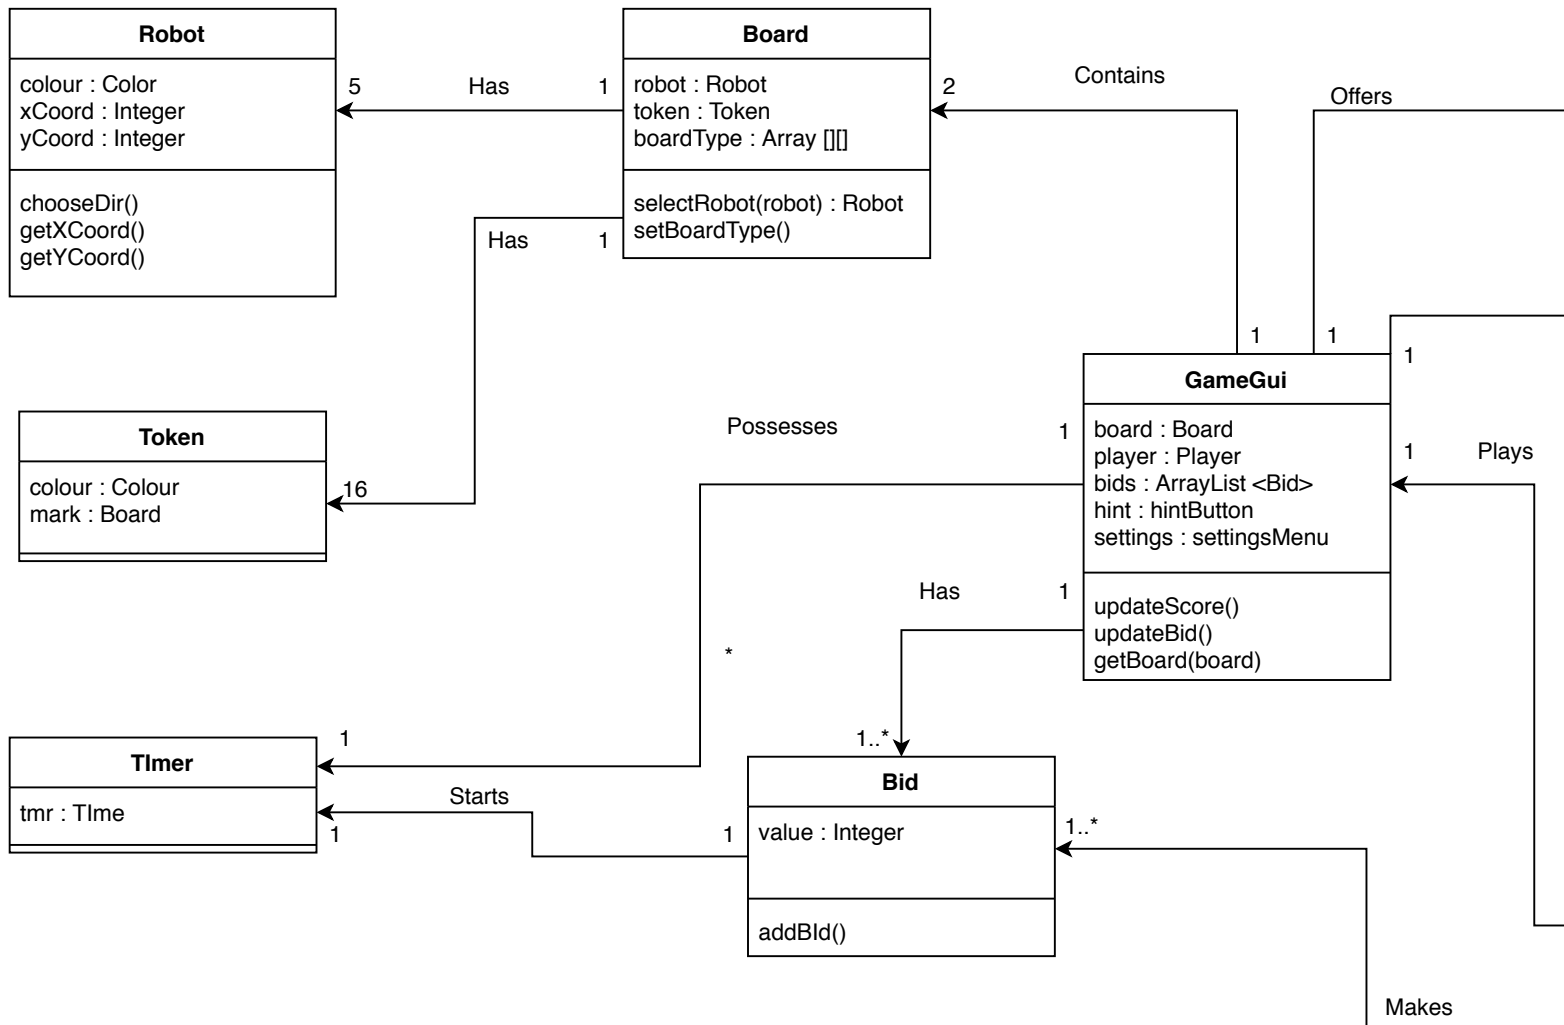 Robot
colour : Color
xCoord : Integer
yCoord : Integer
chooseDir()
getXCoord()
getYCoord()
5
Has
1
Board
robot : Robot
token : Token
boardType : Array [][]
selectRobot(robot) : Robot
setBoardType()
2
Contains
Offers
Has
1
1
1
1
Token
colour : Colour
mark : Board
16
Possesses
1
GameGui
board : Board
player : Player
bids : ArrayList <Bid>
hint : hintButton
settings : settingsMenu
updateScore()
updateBid()
getBoard(board)
1
Plays
Has
1
*
1
1..*
TImer
tmr : TIme
Starts
1
1
Bid
value : Integer
addBId()
1..*
Makes